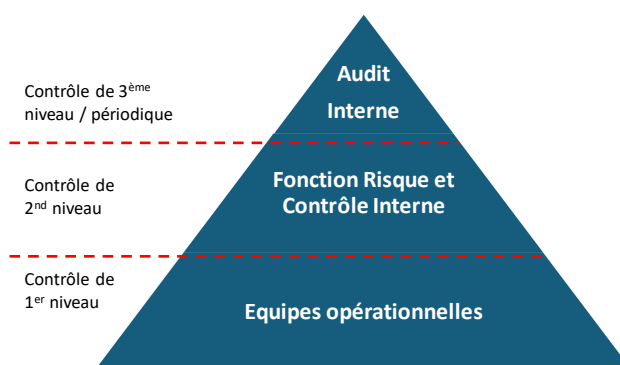 Audit
Interne
Contrôle de 3ème
niveau / périodique
Fonction Risque et
Contrôle Interne
Contrôle de
2nd niveau
Contrôle de
1er niveau
Equipes opérationnelles